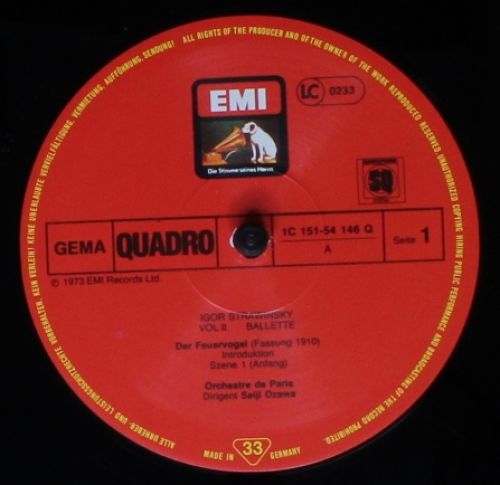 ALL RIGHTS OF THE PRODUCER AND OF THE OWNER OF THE WORK REPRODUCED RESERVED UNAUTHORIZED COPYING HIRING PUBLIC PERFORMANCE AND BROADCASTING OF THIS RECORD PROHIBITED.
ALLE URHEBER- UND LEISTUNGSSCHUTZRECHTE VORBEHALTEN. KEIN VERLEIH! KEINE UNERLAUBTE VERVIELFÄLTIGUNG, VERMIETUNG, AUFFÜHRUNG, SENDUNG!
EMI
LC 0233
Die Stimme seines Herrn
SQ
GEMA QUADRO 1C 151-54 146 Q
A
Seite 1
℗ 1973 EMI Records Ltd.
IGOR STRAWINSKY
VOL II BALLETTE
Der Feuervogel (Fassung 1910)
Introduktion
Szene 1 (Anfang)
Orchestre de Paris
Dirigent Seiji Ozawa
MADE IN 33 GERMANY